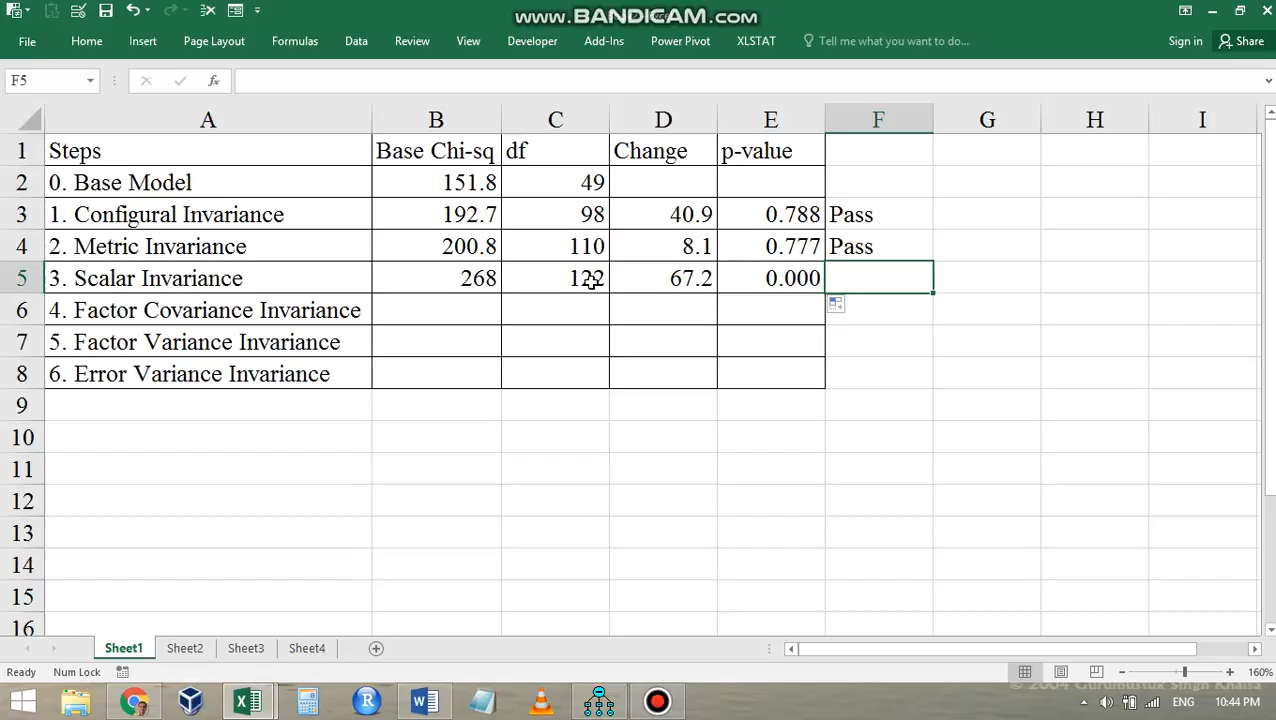 www.BANDICAM.com
File Home Insert Page Layout Formulas Data Review View Developer Add-Ins Power Pivot XLSTAT Tell me what you want to do... Sign in Share
F5 fx
A B C D E F G H I
1 Steps Base Chi-sq df Change p-value
2 0. Base Model 151.8 49
3 1. Configural Invariance 192.7 98 40.9 0.788 Pass
4 2. Metric Invariance 200.8 110 8.1 0.777 Pass
5 3. Scalar Invariance 268 122 67.2 0.000
6 4. Factor Covariance Invariance
7 5. Factor Variance Invariance
8 6. Error Variance Invariance
9
10
11
12
13
14
15
16
Sheet1 Sheet2 Sheet3 Sheet4
Ready Num Lock 160%
© 2004 Gurumustuk Singh Khalsa
ENG 10:44 PM